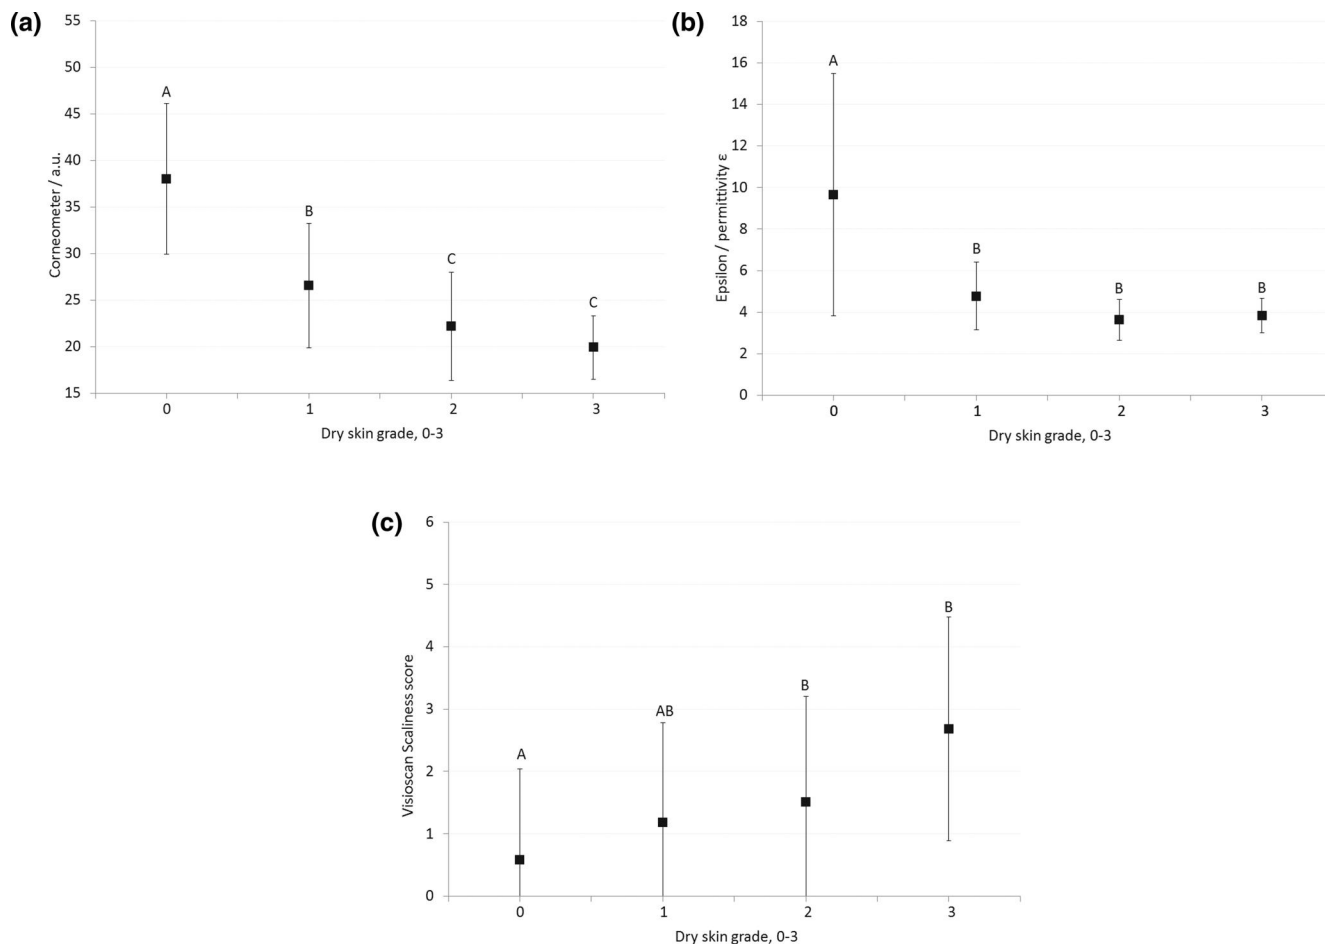 (a)
Corneometer / a.u.
55
50
45
40
35
30
25
20
15
A
B
C
C
0 1 2 3
Dry skin grade, 0-3
(b)
Epsilon / permittivity ε
18
16
14
12
10
8
6
4
2
0
A
B
B
B
0 1 2 3
Dry skin grade, 0-3
(c)
Visioscan Scaliness score
6
5
4
3
2
1
0
A
AB
B
B
0 1 2 3
Dry skin grade, 0-3